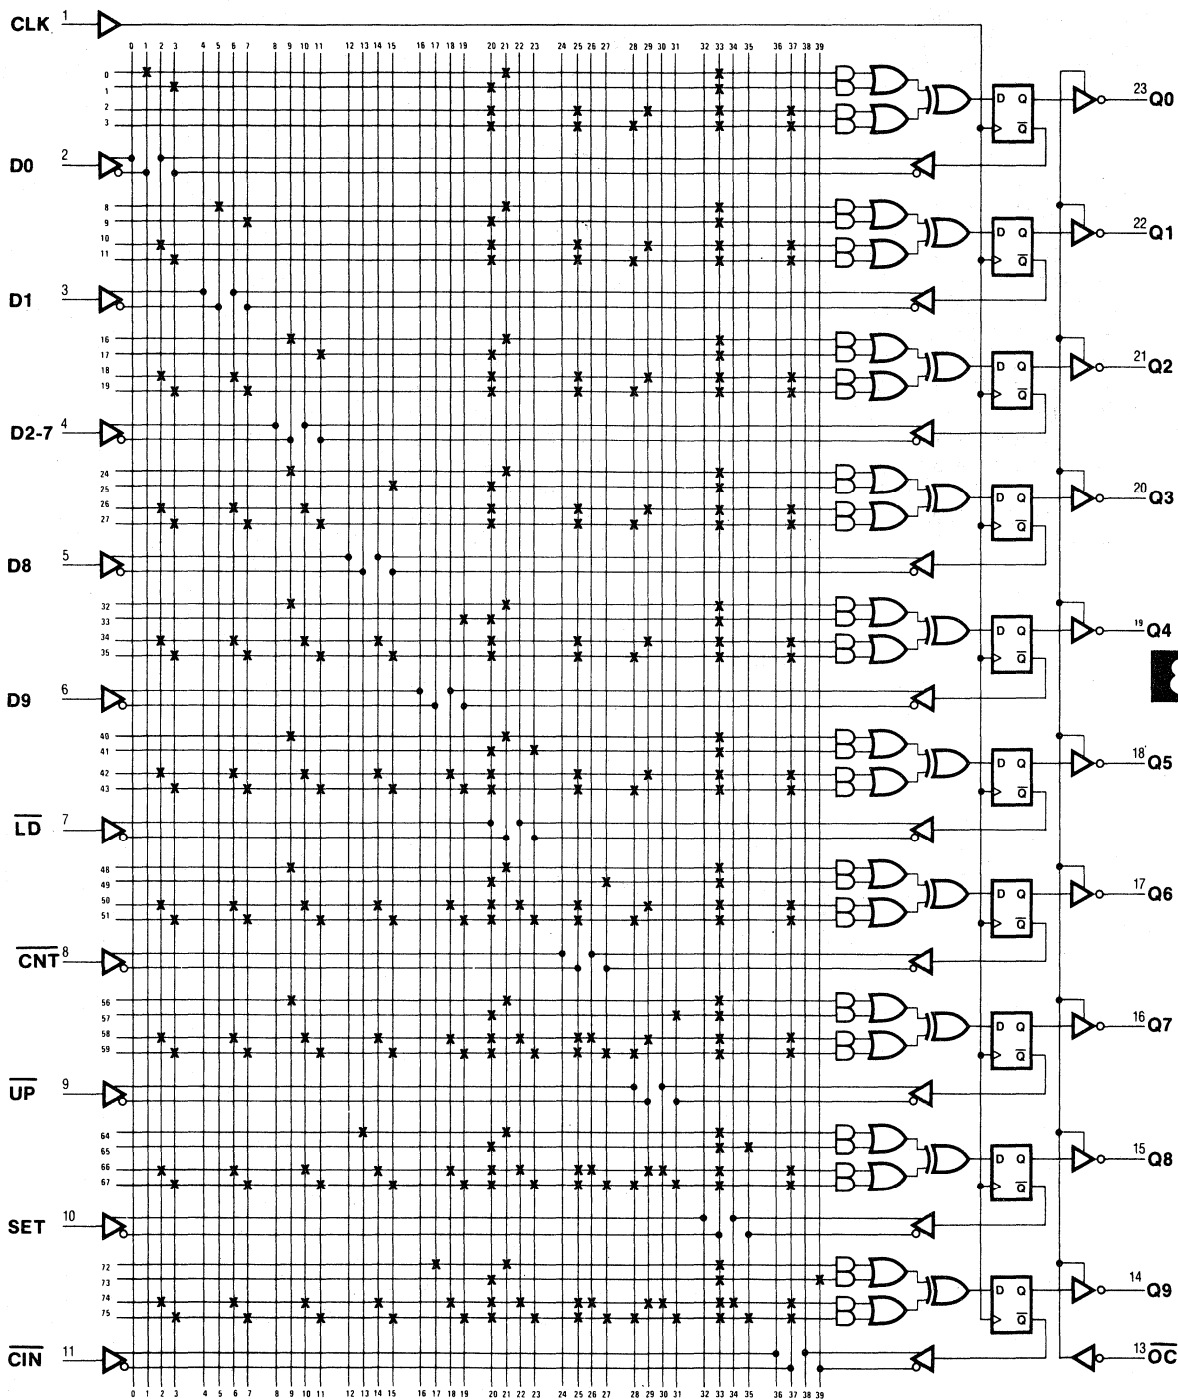 CLK 1
0 1 2 3 4 5 6 7 8 9 10 11 12 13 14 15 16 17 18 19 20 21 22 23 24 25 26 27 28 29 30 31 32 33 34 35 36 37 38 39
0
1
D Q 23 Q0
2
3
Q̅
D0 2
8
9
D Q 22 Q1
10
11
Q̅
D1 3
16
17
D Q 21 Q2
18
19
Q̅
D2-7 4
24
25
D Q 20 Q3
26
27
Q̅
D8 5
32
33
D Q 19 Q4
34
35
Q̅
D9 6
40
41
D Q 18 Q5
42
43
Q̅
L̅D̅ 7
48
49
D Q 17 Q6
50
51
Q̅
C̅N̅T̅ 8
56
57
D Q 16 Q7
58
59
Q̅
U̅P̅ 9
64
65
D Q 15 Q8
66
67
Q̅
SET 10
72
73
D Q 14 Q9
74
75
Q̅
C̅I̅N̅ 11 13 O̅C̅
0 1 2 3 4 5 6 7 8 9 10 11 12 13 14 15 16 17 18 19 20 21 22 23 24 25 26 27 28 29 30 31 32 33 34 35 36 37 38 39